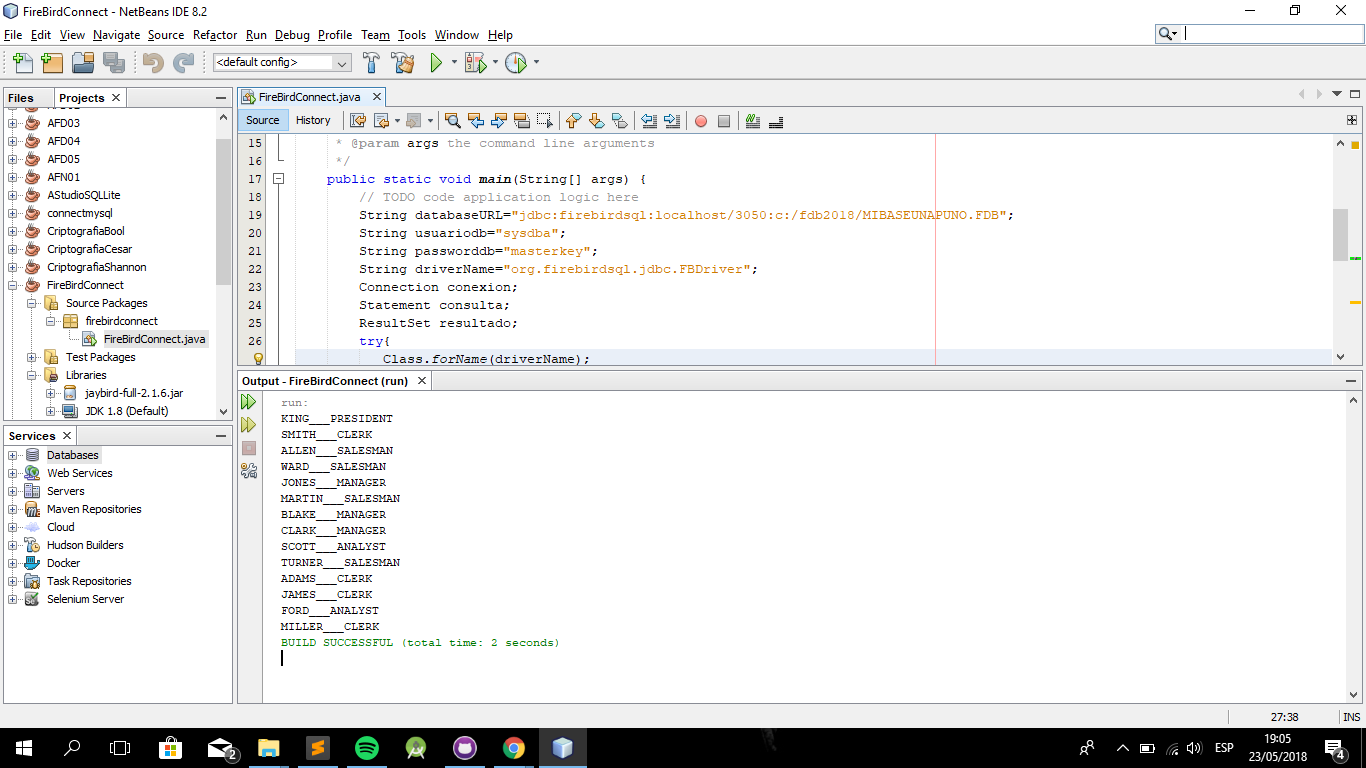 FireBirdConnect - NetBeans IDE 8.2
File Edit View Navigate Source Refactor Run Debug Profile Team Tools Window Help
<default config>
Files Projects
AFD03
AFD04
AFD05
AFN01
AStudioSQLLite
connectmysql
CriptografiaBool
CriptografiaCesar
CriptografiaShannon
FireBirdConnect
Source Packages
firebirdconnect
FireBirdConnect.java
Test Packages
Libraries
jaybird-full-2.1.6.jar
JDK 1.8 (Default)
Services
Databases
Web Services
Servers
Maven Repositories
Cloud
Hudson Builders
Docker
Task Repositories
Selenium Server
FireBirdConnect.java
Source History
15 * @param args the command line arguments
16 */
17 public static void main(String[] args) {
18 // TODO code application logic here
19 String databaseURL="jdbc:firebirdsql:localhost/3050:c:/fdb2018/MIBASEUNAPUNO.FDB";
20 String usuariodb="sysdba";
21 String passworddb="masterkey";
22 String driverName="org.firebirdsql.jdbc.FBDriver";
23 Connection conexion;
24 Statement consulta;
25 ResultSet resultado;
26 try{
Class.forName(driverName);
Output - FireBirdConnect (run)
run:
KING___PRESIDENT
SMITH___CLERK
ALLEN___SALESMAN
WARD___SALESMAN
JONES___MANAGER
MARTIN___SALESMAN
BLAKE___MANAGER
CLARK___MANAGER
SCOTT___ANALYST
TURNER___SALESMAN
ADAMS___CLERK
JAMES___CLERK
FORD___ANALYST
MILLER___CLERK
BUILD SUCCESSFUL (total time: 2 seconds)
27:38 INS
2
ESP
19:05
23/05/2018
4